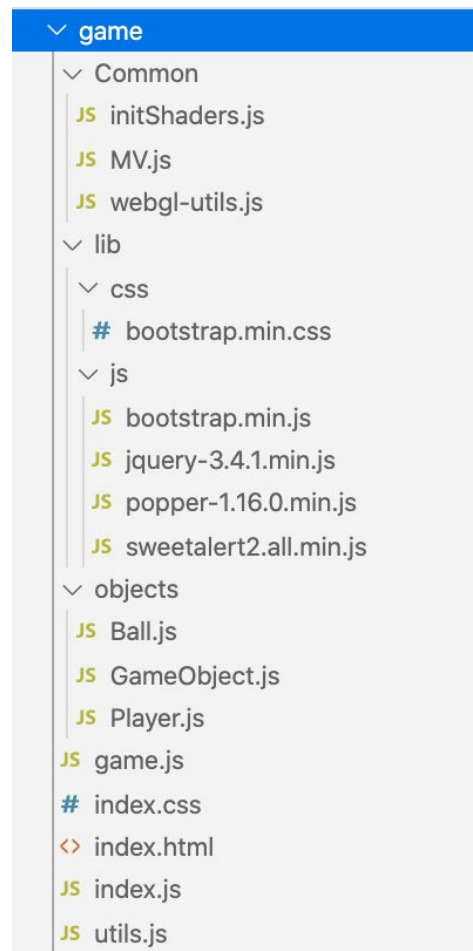 game
Common
JS initShaders.js
JS MV.js
JS webgl-utils.js
lib
css
# bootstrap.min.css
js
JS bootstrap.min.js
JS jquery-3.4.1.min.js
JS popper-1.16.0.min.js
JS sweetalert2.all.min.js
objects
JS Ball.js
JS GameObject.js
JS Player.js
JS game.js
# index.css
<> index.html
JS index.js
JS utils.js